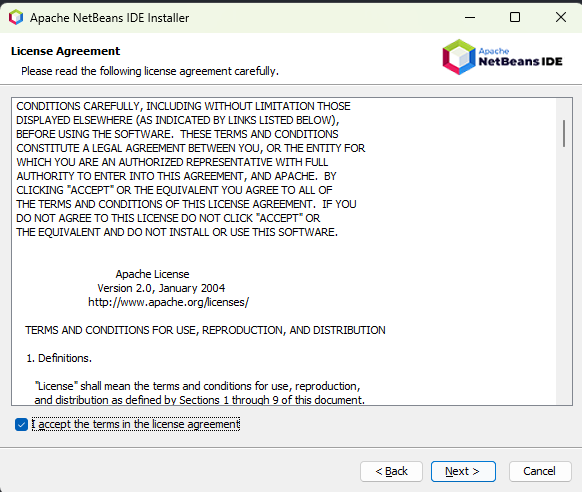 Apache NetBeans IDE Installer
License Agreement
Please read the following license agreement carefully.
Apache
NetBeans IDE
CONDITIONS CAREFULLY, INCLUDING WITHOUT LIMITATION THOSE
DISPLAYED ELSEWHERE (AS INDICATED BY LINKS LISTED BELOW),
BEFORE USING THE SOFTWARE.  THESE TERMS AND CONDITIONS
CONSTITUTE A LEGAL AGREEMENT BETWEEN YOU, OR THE ENTITY FOR
WHICH YOU ARE AN AUTHORIZED REPRESENTATIVE WITH FULL
AUTHORITY TO ENTER INTO THIS AGREEMENT, AND APACHE.  BY
CLICKING "ACCEPT" OR THE EQUIVALENT YOU AGREE TO ALL OF
THE TERMS AND CONDITIONS OF THIS LICENSE AGREEMENT.  IF YOU
DO NOT AGREE TO THIS LICENSE DO NOT CLICK "ACCEPT" OR
THE EQUIVALENT AND DO NOT INSTALL OR USE THIS SOFTWARE.
Apache License
Version 2.0, January 2004
http://www.apache.org/licenses/
TERMS AND CONDITIONS FOR USE, REPRODUCTION, AND DISTRIBUTION
1. Definitions.
"License" shall mean the terms and conditions for use, reproduction,
and distribution as defined by Sections 1 through 9 of this document.
I accept the terms in the license agreement
< Back
Next >
Cancel